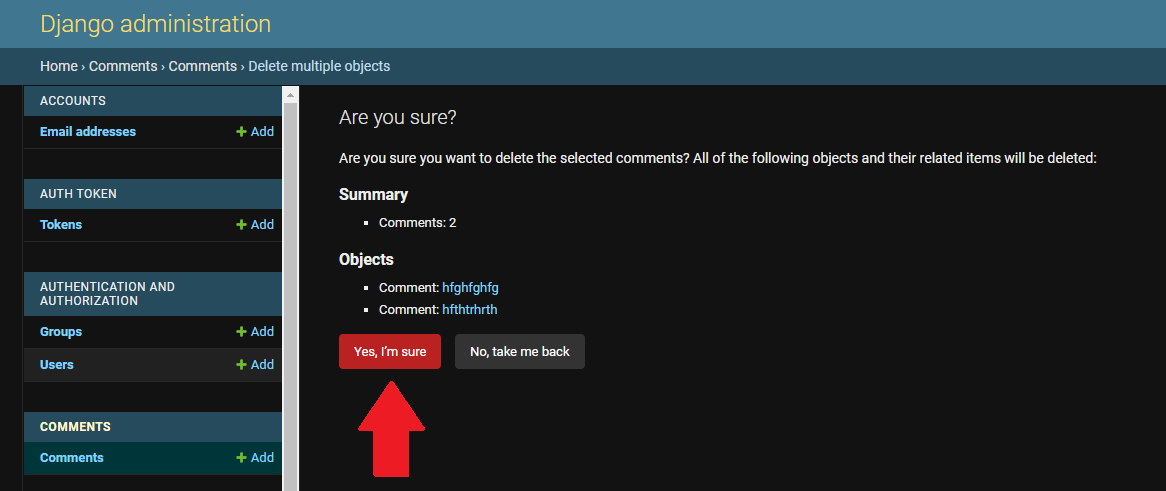 Django administration
Home › Comments › Comments › Delete multiple objects
ACCOUNTS
Email addresses + Add
AUTH TOKEN
Tokens + Add
AUTHENTICATION AND
AUTHORIZATION
Groups + Add
Users + Add
COMMENTS
Comments + Add
Are you sure?
Are you sure you want to delete the selected comments? All of the following objects and their related items will be deleted:
Summary
Comments: 2
Objects
Comment: hfghfghfg
Comment: hfthtrhrth
Yes, I’m sure No, take me back